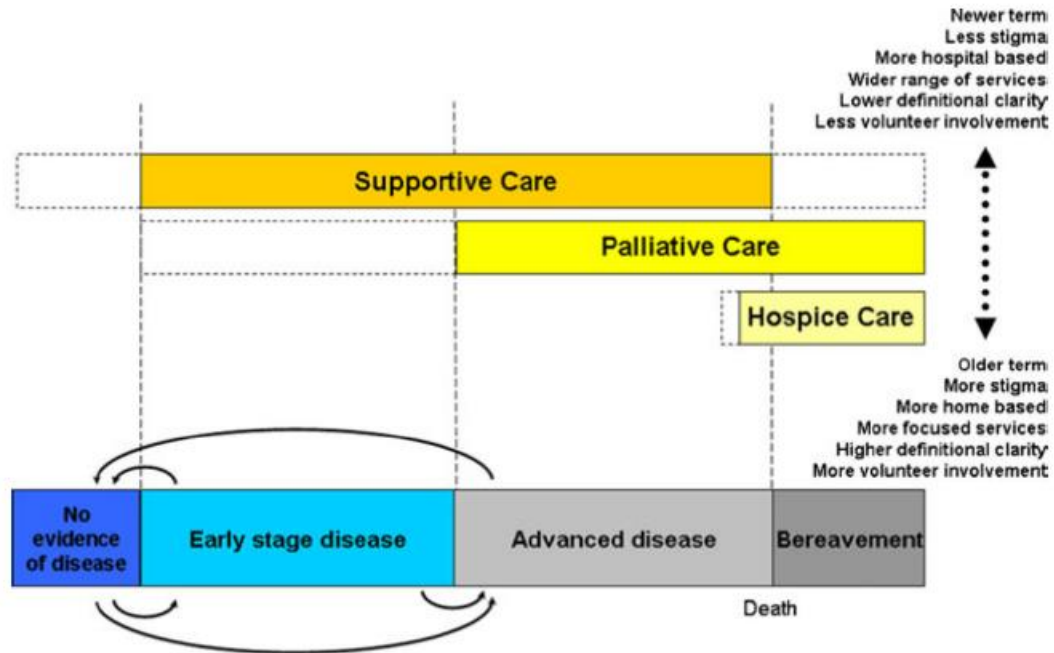 Newer term
Less stigma
More hospital based
Wider range of services
Lower definitional clarity
Less volunteer involvement
Supportive Care
Palliative Care
Hospice Care
Older term
More stigma
More home based
More focused services
Higher definitional clarity
More volunteer involvement
No
evidence
of disease
Early stage disease
Advanced disease
Bereavement
Death